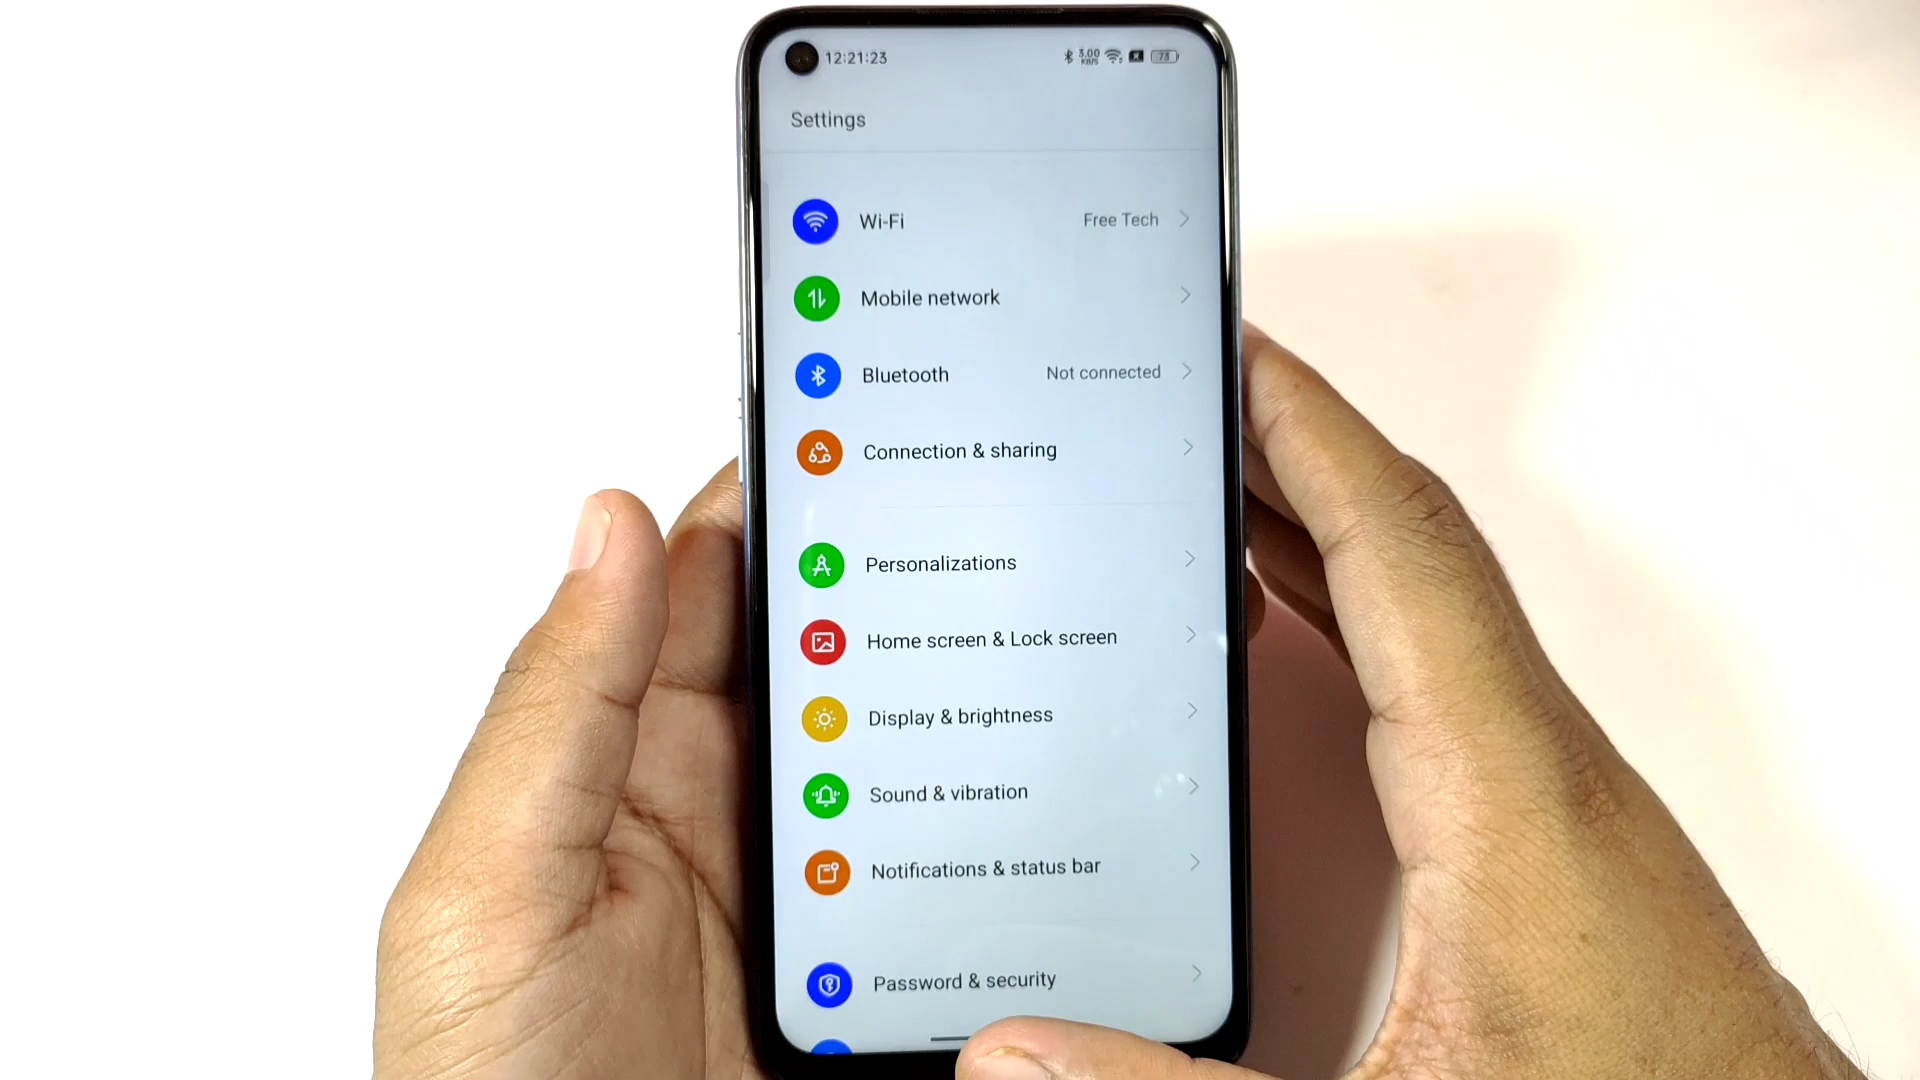 12:21:23 3.00 KB/S 73
Settings
Wi-Fi Free Tech
Mobile network
Bluetooth Not connected
Connection & sharing
Personalizations
Home screen & Lock screen
Display & brightness
Sound & vibration
Notifications & status bar
Password & security